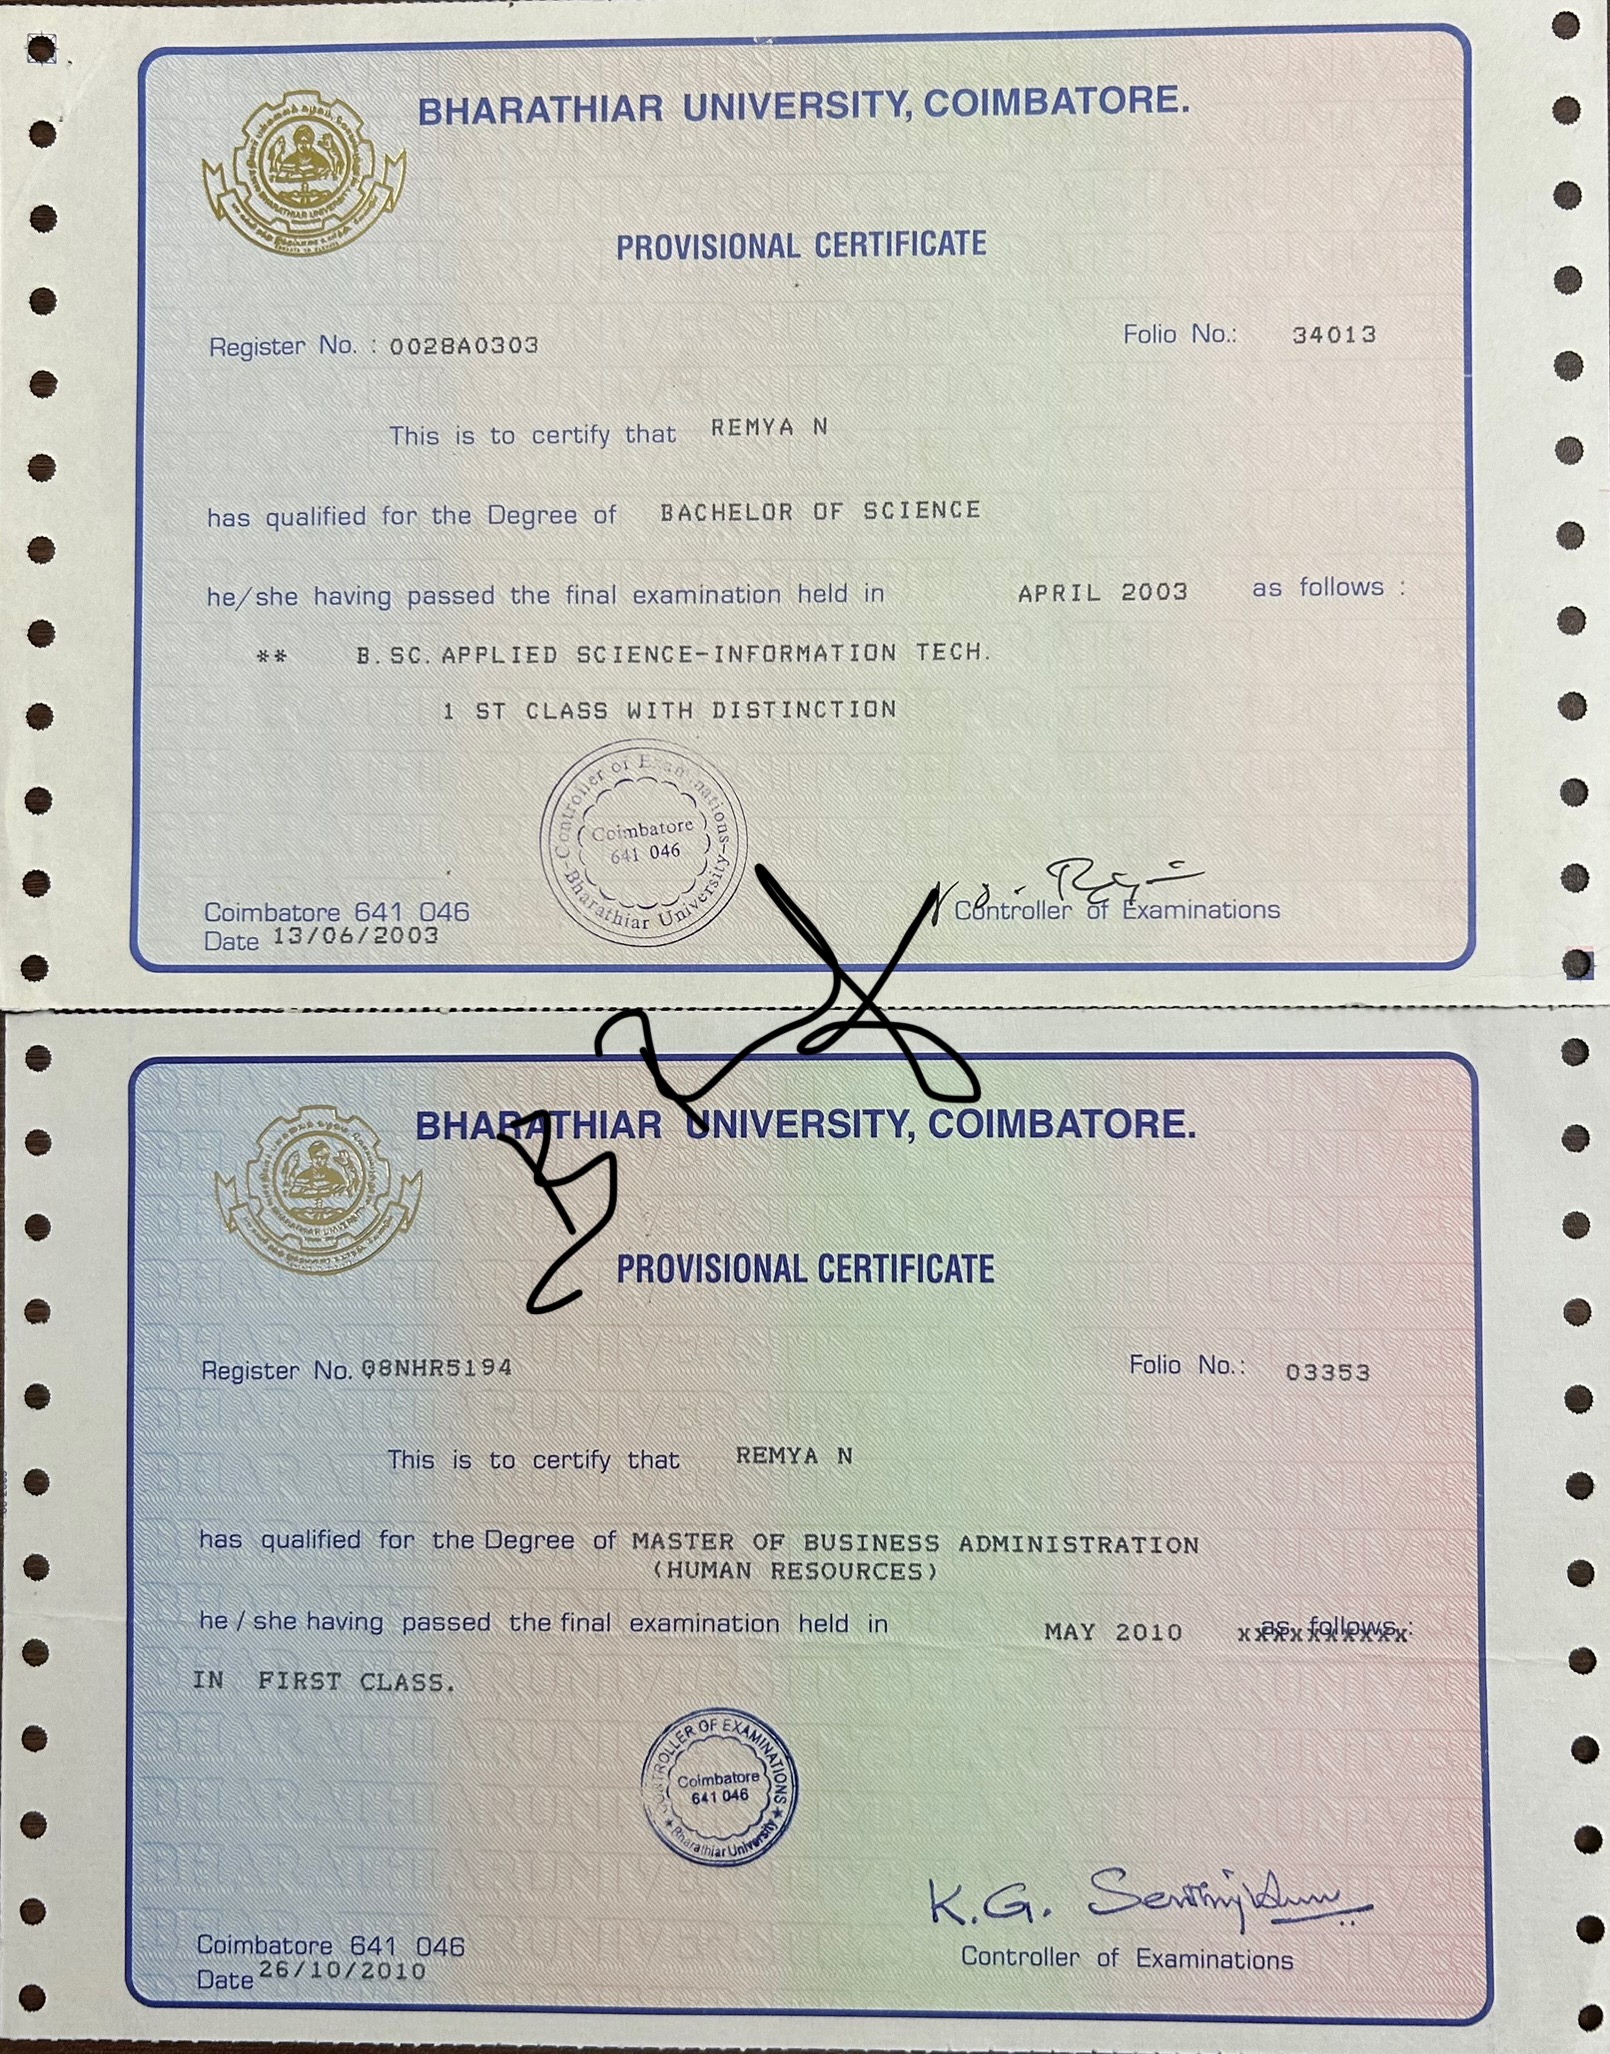 BHARATHIAR UNIVERSITY, COIMBATORE.
BHARATHIAR UNIVERSITY
PROVISIONAL CERTIFICATE
Register No. : 0028A0303 Folio No.: 34013
This is to certify that REMYA N
has qualified for the Degree of BACHELOR OF SCIENCE
he/she having passed the final examination held in APRIL 2003 as follows :
** B.SC. APPLIED SCIENCE-INFORMATION TECH.
1 ST CLASS WITH DISTINCTION
Controller of Examinations
Coimbatore
641 046
Bharathiar University
Coimbatore 641 046 Controller of Examinations
Date 13/06/2003
BHARATHIAR UNIVERSITY, COIMBATORE.
BHARATHIAR UNIVERSITY
PROVISIONAL CERTIFICATE
Register No. 08NHR5194 Folio No.: 03353
This is to certify that REMYA N
has qualified for the Degree of MASTER OF BUSINESS ADMINISTRATION
(HUMAN RESOURCES)
he / she having passed the final examination held in MAY 2010 as follows :
IN FIRST CLASS.
CONTROLLER OF EXAMINATIONS
Coimbatore
641 046
Bharathiar University
K.G.
Coimbatore 641 046 Controller of Examinations
Date 26/10/2010